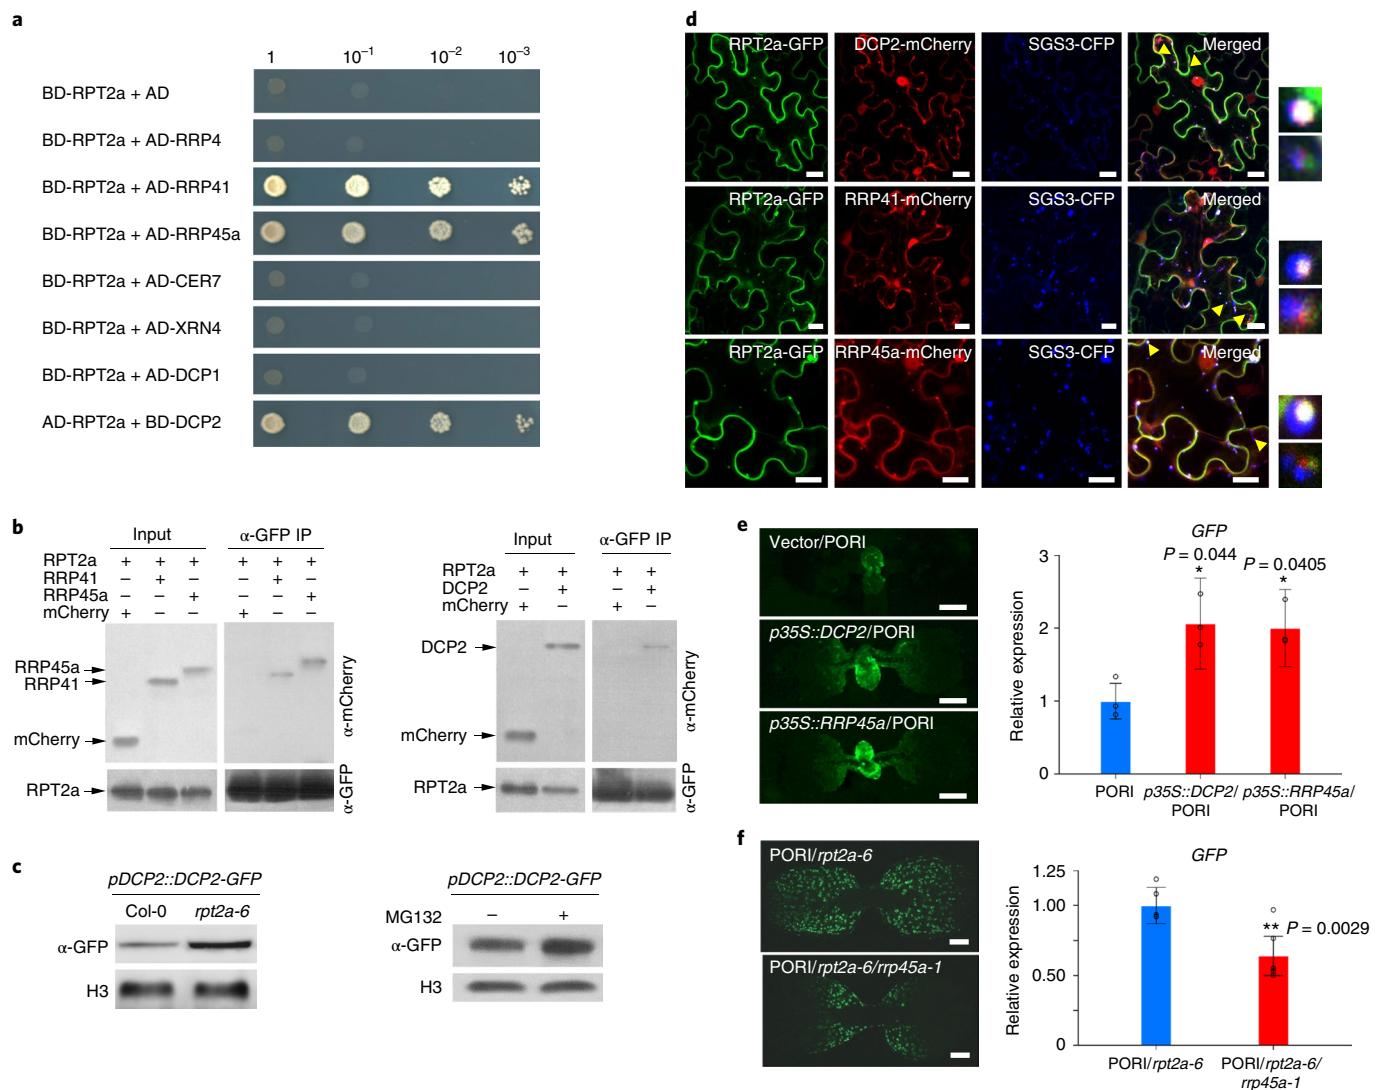 a
1 10⁻¹ 10⁻² 10⁻³
BD-RPT2a + AD
BD-RPT2a + AD-RRP4
BD-RPT2a + AD-RRP41
BD-RPT2a + AD-RRP45a
BD-RPT2a + AD-CER7
BD-RPT2a + AD-XRN4
BD-RPT2a + AD-DCP1
AD-RPT2a + BD-DCP2
b
Input α-GFP IP
RPT2a + + + + + +
RRP41 – + – – + –
RRP45a – – + – – +
mCherry + – – + – –
RRP45a
RRP41
mCherry
α-mCherry
RPT2a
α-GFP
Input α-GFP IP
RPT2a + + + +
DCP2 – + – +
mCherry + – + –
DCP2
mCherry
α-mCherry
RPT2a
α-GFP
c
pDCP2::DCP2-GFP
Col-0 rpt2a-6
α-GFP
H3
pDCP2::DCP2-GFP
MG132 – +
α-GFP
H3
d
RPT2a-GFP DCP2-mCherry SGS3-CFP Merged
RPT2a-GFP RRP41-mCherry SGS3-CFP Merged
RPT2a-GFP RRP45a-mCherry SGS3-CFP Merged
e
Vector/PORI
p35S::DCP2/PORI
p35S::RRP45a/PORI
GFP
P = 0.044
*
P = 0.0405
*
Relative expression
3
2
1
0
PORI p35S::DCP2/ p35S::RRP45a/
PORI PORI
f
PORI/rpt2a-6
PORI/rpt2a-6/rrp45a-1
GFP
** P = 0.0029
Relative expression
1.25
1.00
0.50
0
PORI/rpt2a-6 PORI/rpt2a-6/
rrp45a-1